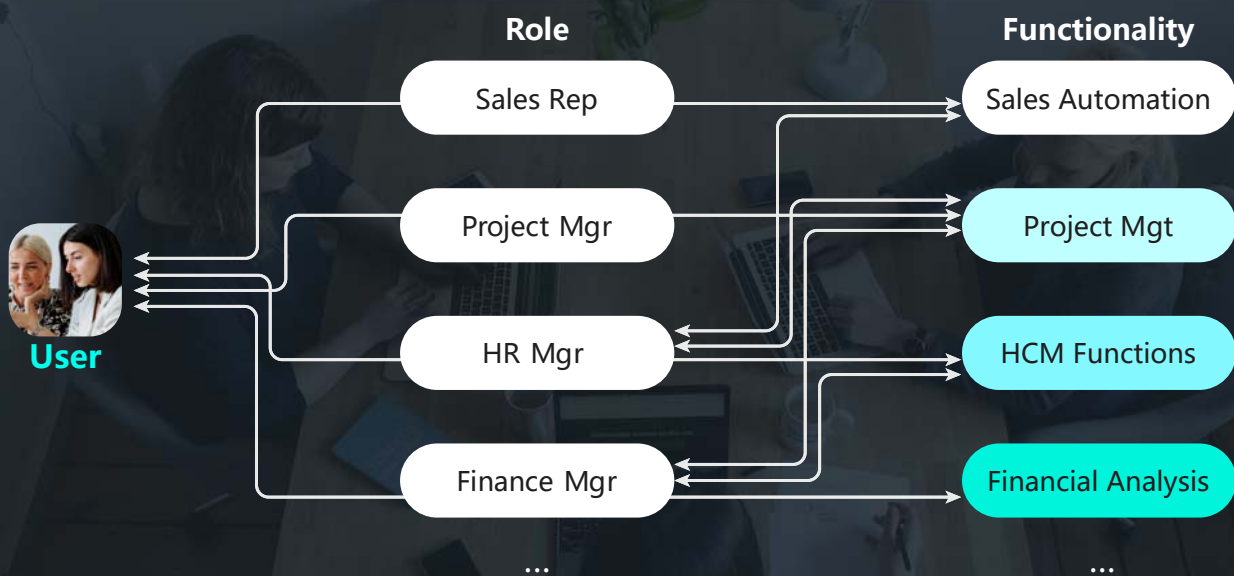 Role
Functionality
Sales Rep
Sales Automation
Project Mgr
Project Mgt
User
HR Mgr
HCM Functions
Finance Mgr
Financial Analysis
...
...